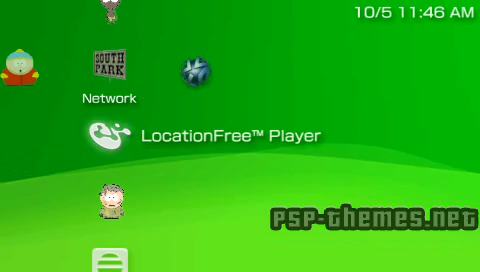 10/5 11:46 AM
SOUTH
PARK
Network
LocationFree™ Player
PSP-themes.net